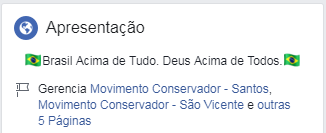 Apresentação
🇧🇷Brasil Acima de Tudo. Deus Acima de Todos.🇧🇷
Gerencia Movimento Conservador - Santos,
Movimento Conservador - São Vicente e outras
5 Páginas